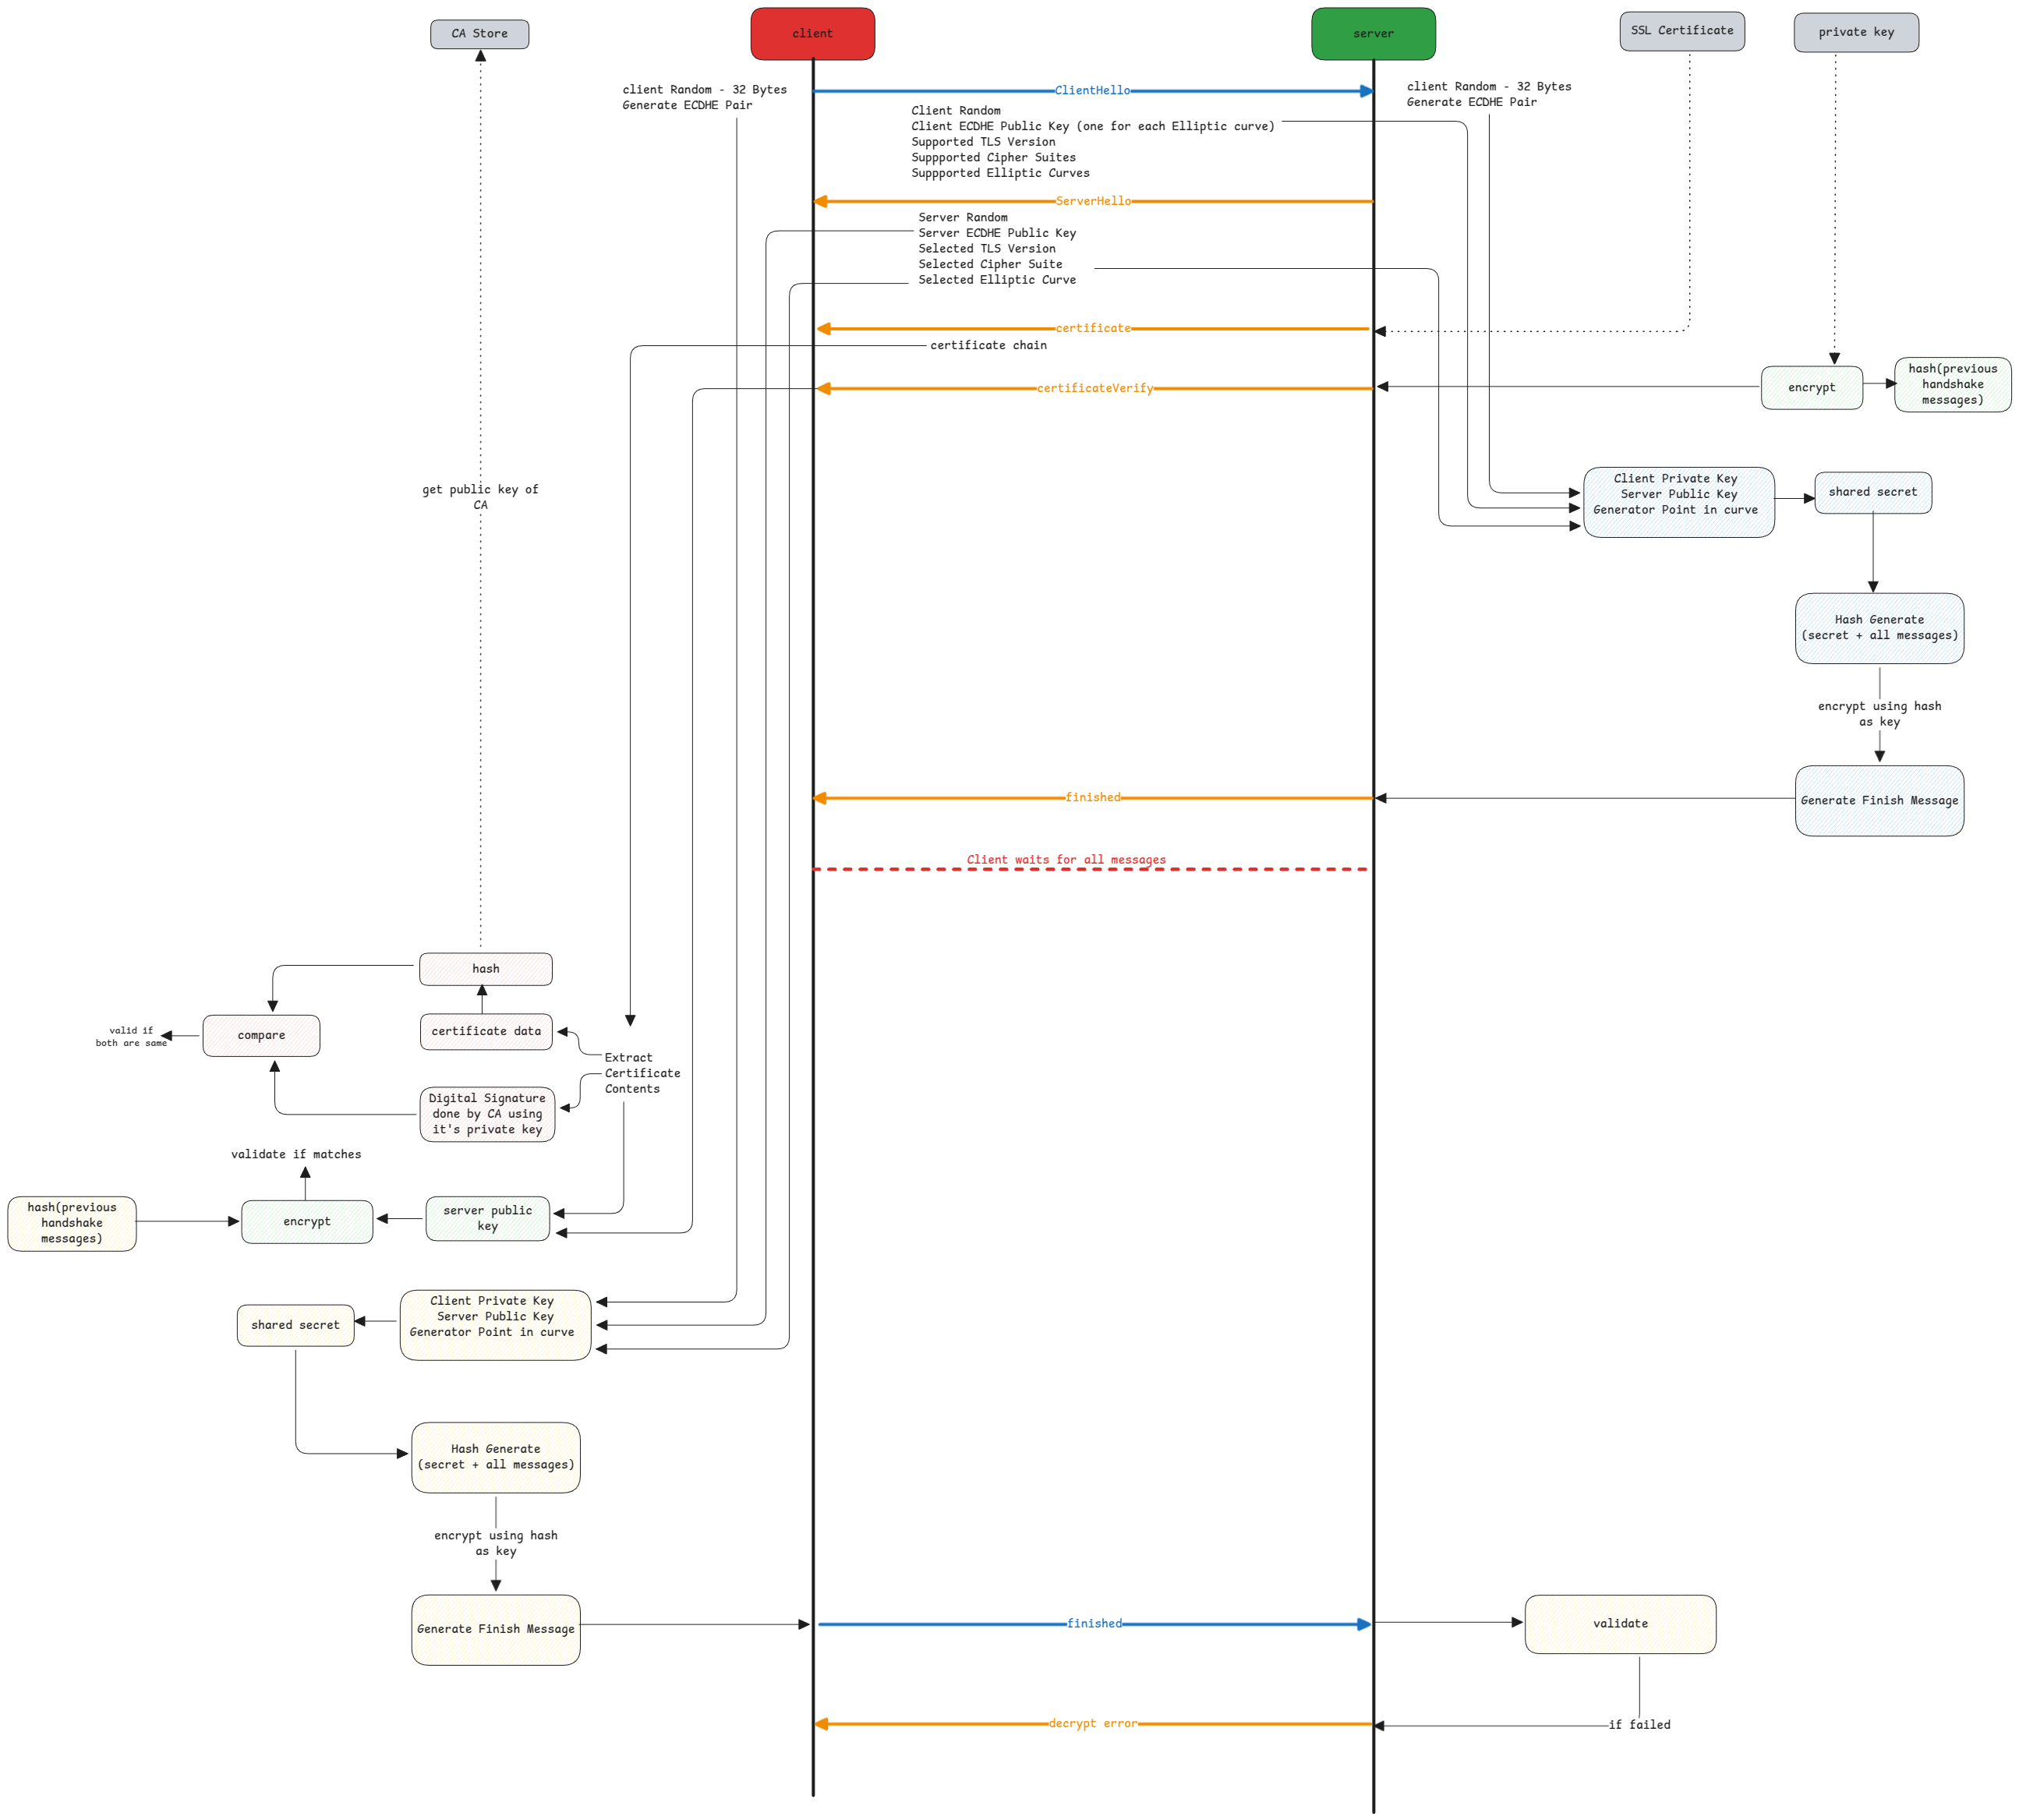 CA Store
client
server
SSL Certificate
private key
client Random - 32 Bytes
Generate ECDHE Pair
ClientHello
client Random - 32 Bytes
Generate ECDHE Pair
Client Random
Client ECDHE Public Key (one for each Elliptic curve)
Supported TLS Version
Suppported Cipher Suites
Suppported Elliptic Curves
ServerHello
Server Random
Server ECDHE Public Key
Selected TLS Version
Selected Cipher Suite
Selected Elliptic Curve
certificate
certificate chain
certificateVerify
encrypt
hash(previous
handshake
messages)
get public key of
CA
Client Private Key
Server Public Key
Generator Point in curve
shared secret
Hash Generate
(secret + all messages)
encrypt using hash
as key
finished
Generate Finish Message
Client waits for all messages
hash
compare
valid if
both are same
certificate data
Extract
Certificate
Contents
Digital Signature
done by CA using
it's private key
validate if matches
hash(previous
handshake
messages)
encrypt
server public
key
Client Private Key
Server Public Key
Generator Point in curve
shared secret
Hash Generate
(secret + all messages)
encrypt using hash
as key
Generate Finish Message
finished
validate
decrypt error
if failed